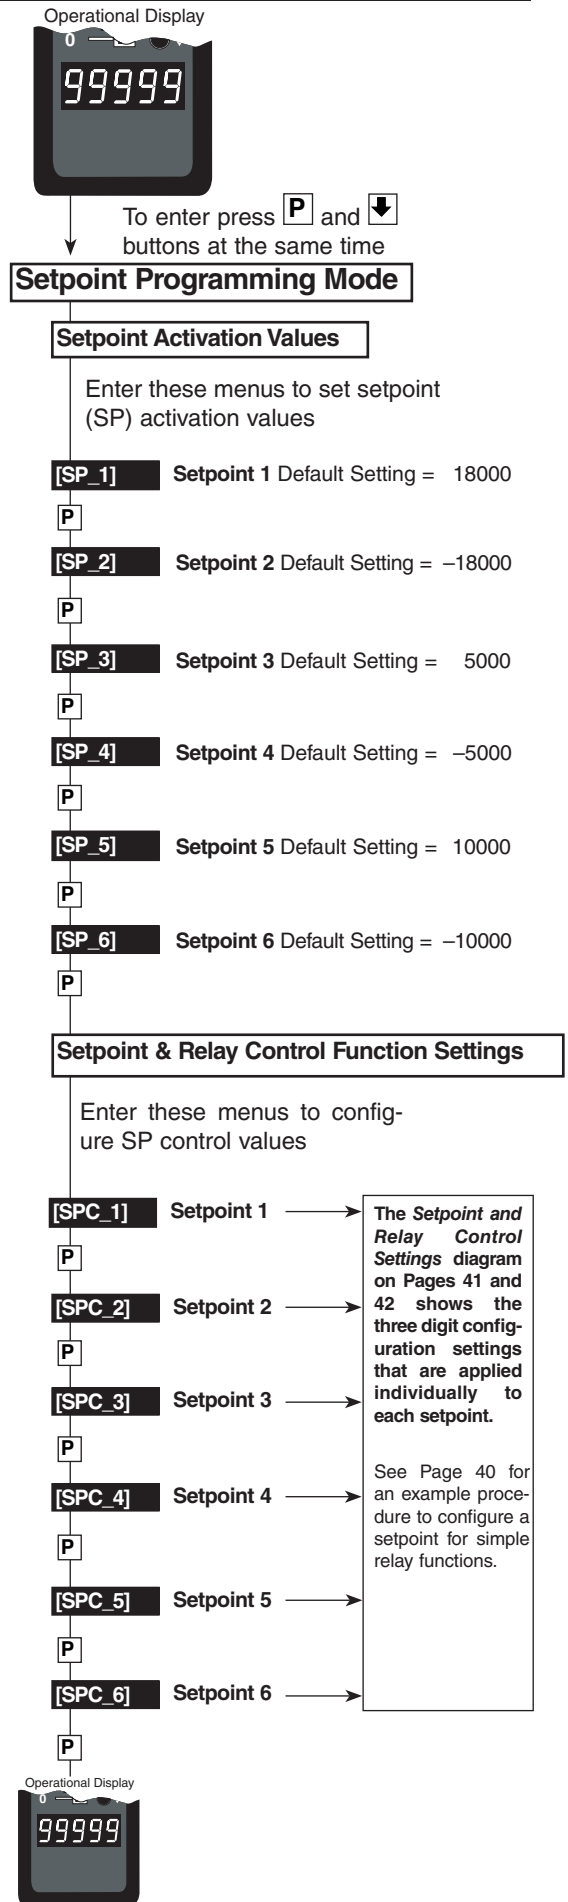 Operational Display
0
99999
To enter press P and
buttons at the same time
Setpoint Programming Mode
Setpoint Activation Values
Enter these menus to set setpoint
(SP) activation values
[SP_1] Setpoint 1 Default Setting = 18000
P
[SP_2] Setpoint 2 Default Setting = –18000
P
[SP_3] Setpoint 3 Default Setting = 5000
P
[SP_4] Setpoint 4 Default Setting = –5000
P
[SP_5] Setpoint 5 Default Setting = 10000
P
[SP_6] Setpoint 6 Default Setting = –10000
P
Setpoint & Relay Control Function Settings
Enter these menus to config-
ure SP control values
[SPC_1] Setpoint 1
P
[SPC_2] Setpoint 2
P
[SPC_3] Setpoint 3
P
[SPC_4] Setpoint 4
P
[SPC_5] Setpoint 5
P
[SPC_6] Setpoint 6
P
The Setpoint and
Relay Control
Settings diagram
on Pages 41 and
42 shows the
three digit config-
uration settings
that are applied
individually to
each setpoint.
See Page 40 for
an example proce-
dure to configure a
setpoint for simple
relay functions.
Operational Display
0
99999